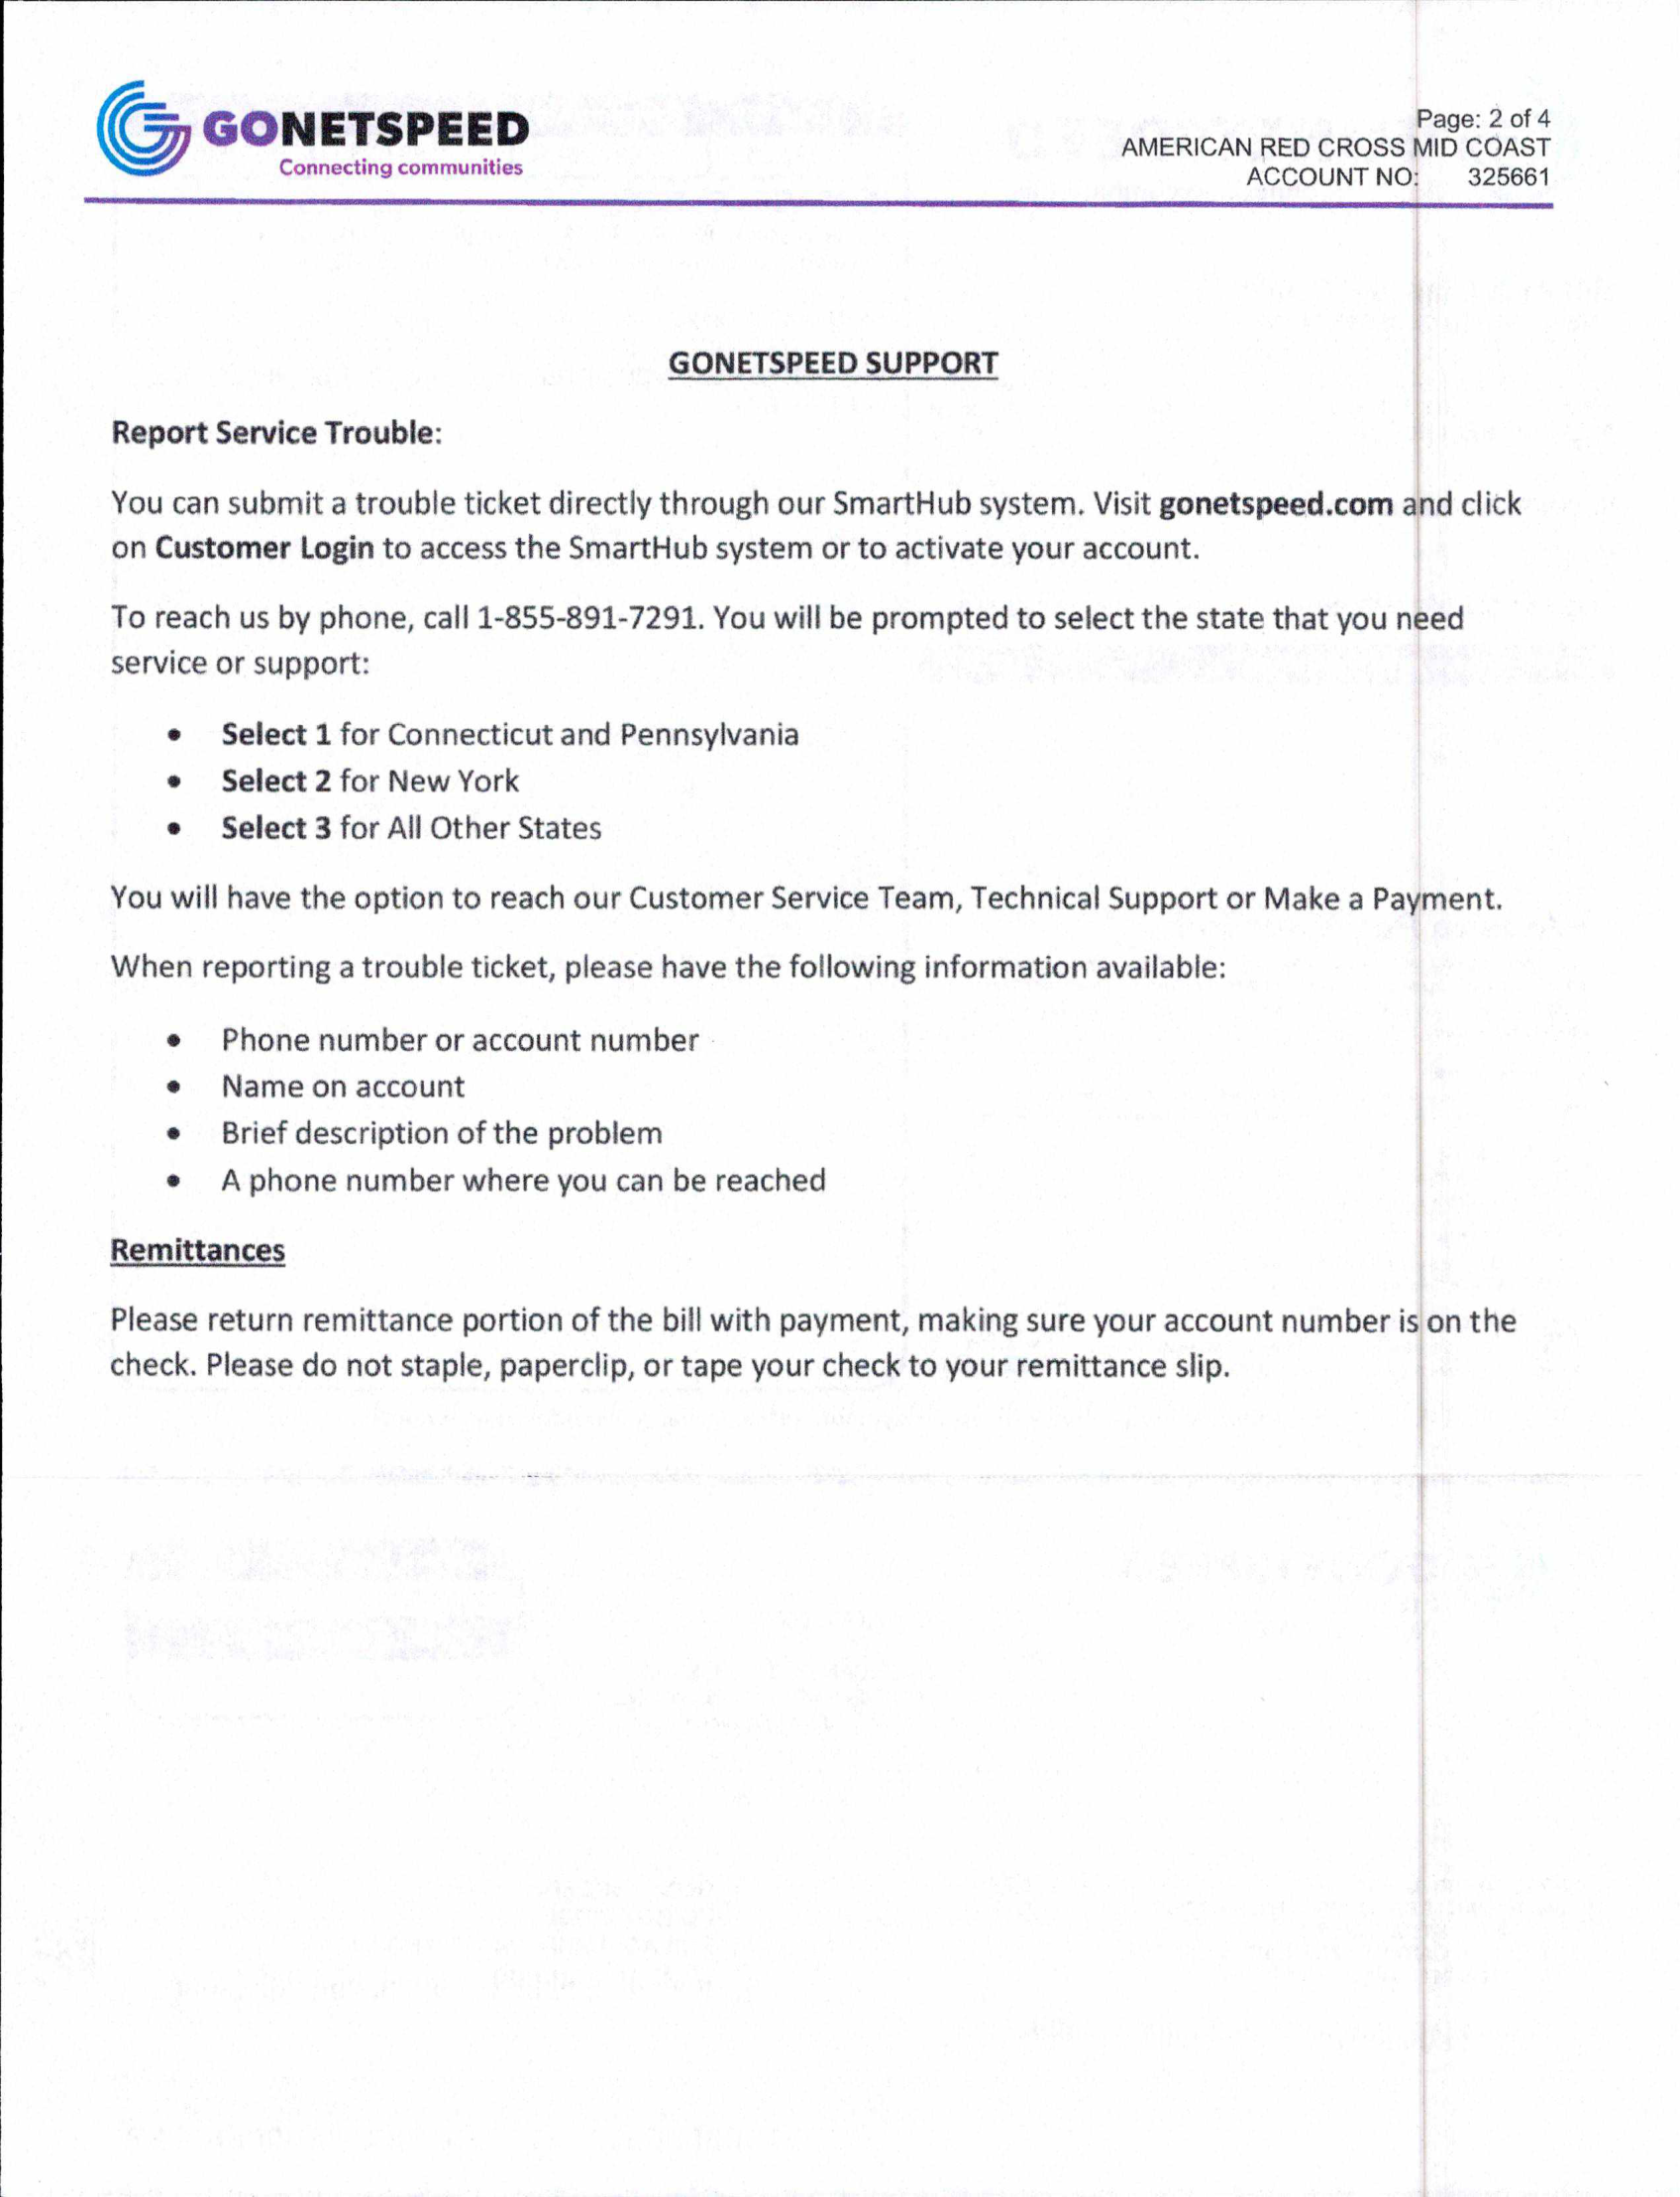 GONETSPEED
Connecting communities
Page: 2 of 4
AMERICAN RED CROSS MID COAST
ACCOUNT NO: 325661
GONETSPEED SUPPORT
Report Service Trouble:
You can submit a trouble ticket directly through our SmartHub system. Visit gonetspeed.com and click
on Customer Login to access the SmartHub system or to activate your account.
To reach us by phone, call 1-855-891-7291. You will be prompted to select the state that you need
service or support:
• Select 1 for Connecticut and Pennsylvania
• Select 2 for New York
• Select 3 for All Other States
You will have the option to reach our Customer Service Team, Technical Support or Make a Payment.
When reporting a trouble ticket, please have the following information available:
• Phone number or account number
• Name on account
• Brief description of the problem
• A phone number where you can be reached
Remittances
Please return remittance portion of the bill with payment, making sure your account number is on the
check. Please do not staple, paperclip, or tape your check to your remittance slip.